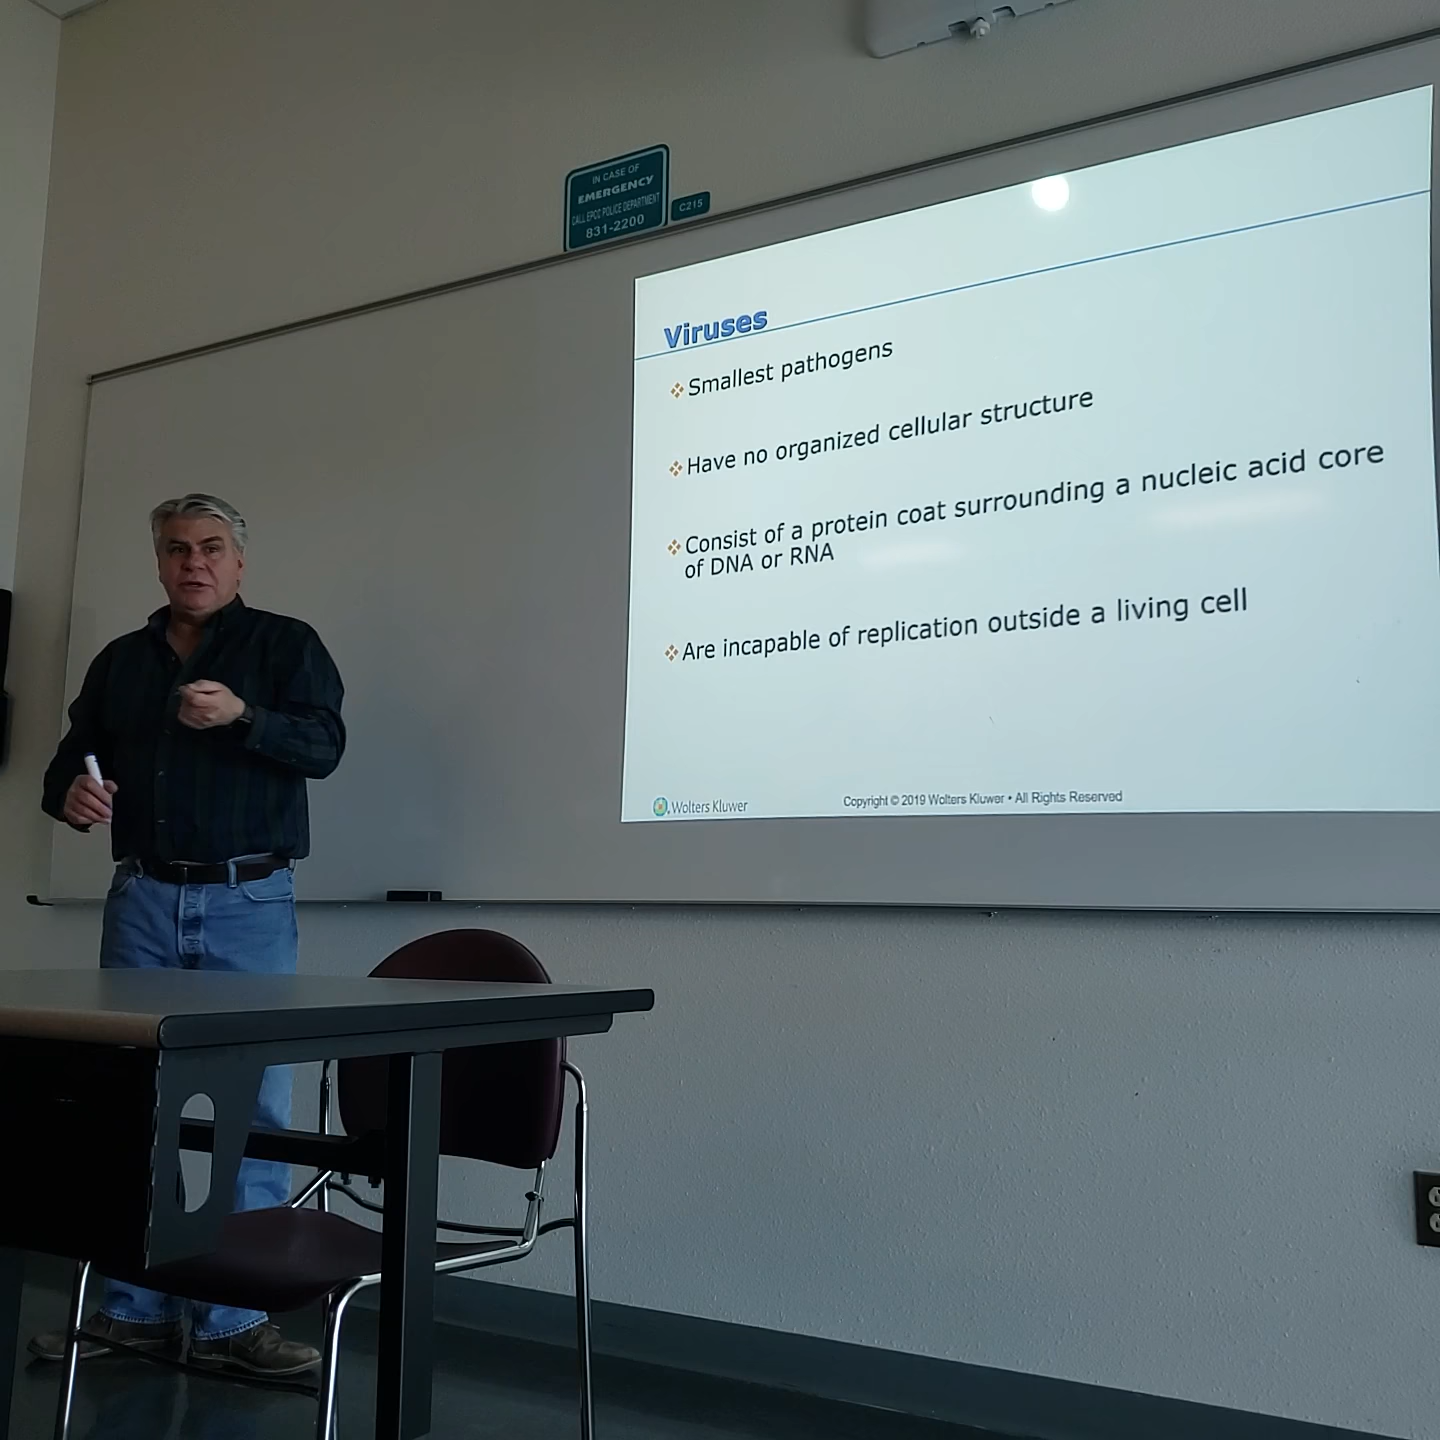 IN CASE OF
EMERGENCY
CALL EPCC POLICE DEPARTMENT
831-2200
C215
Viruses
Smallest pathogens
Have no organized cellular structure
Consist of a protein coat surrounding a nucleic acid core
of DNA or RNA
Are incapable of replication outside a living cell
Wolters Kluwer
Copyright © 2019 Wolters Kluwer • All Rights Reserved